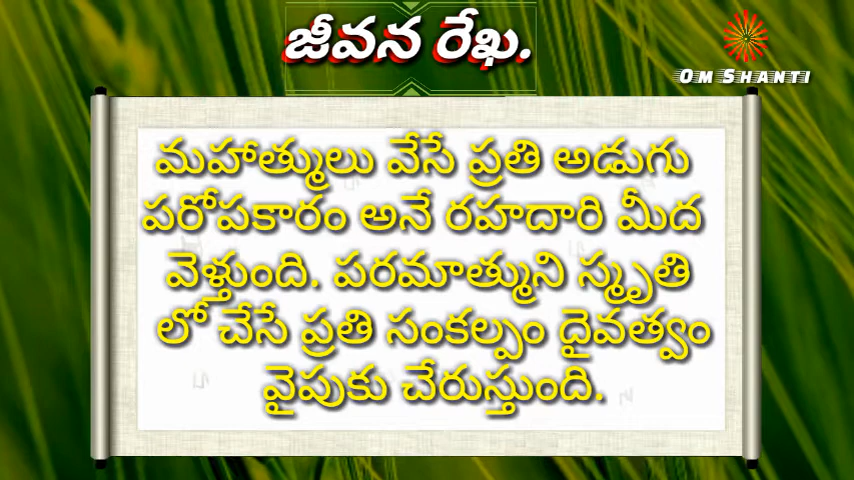 జీవన రేఖ.
OM SHANTI
మహాత్ములు వేసే ప్రతి అడుగు
పరోపకారం అనే రహదారి మీద
వెళ్తుంది. పరమాత్ముని స్మృతి
లో చేసే ప్రతి సంకల్పం దైవత్వం
వైపుకు చేరుస్తుంది.